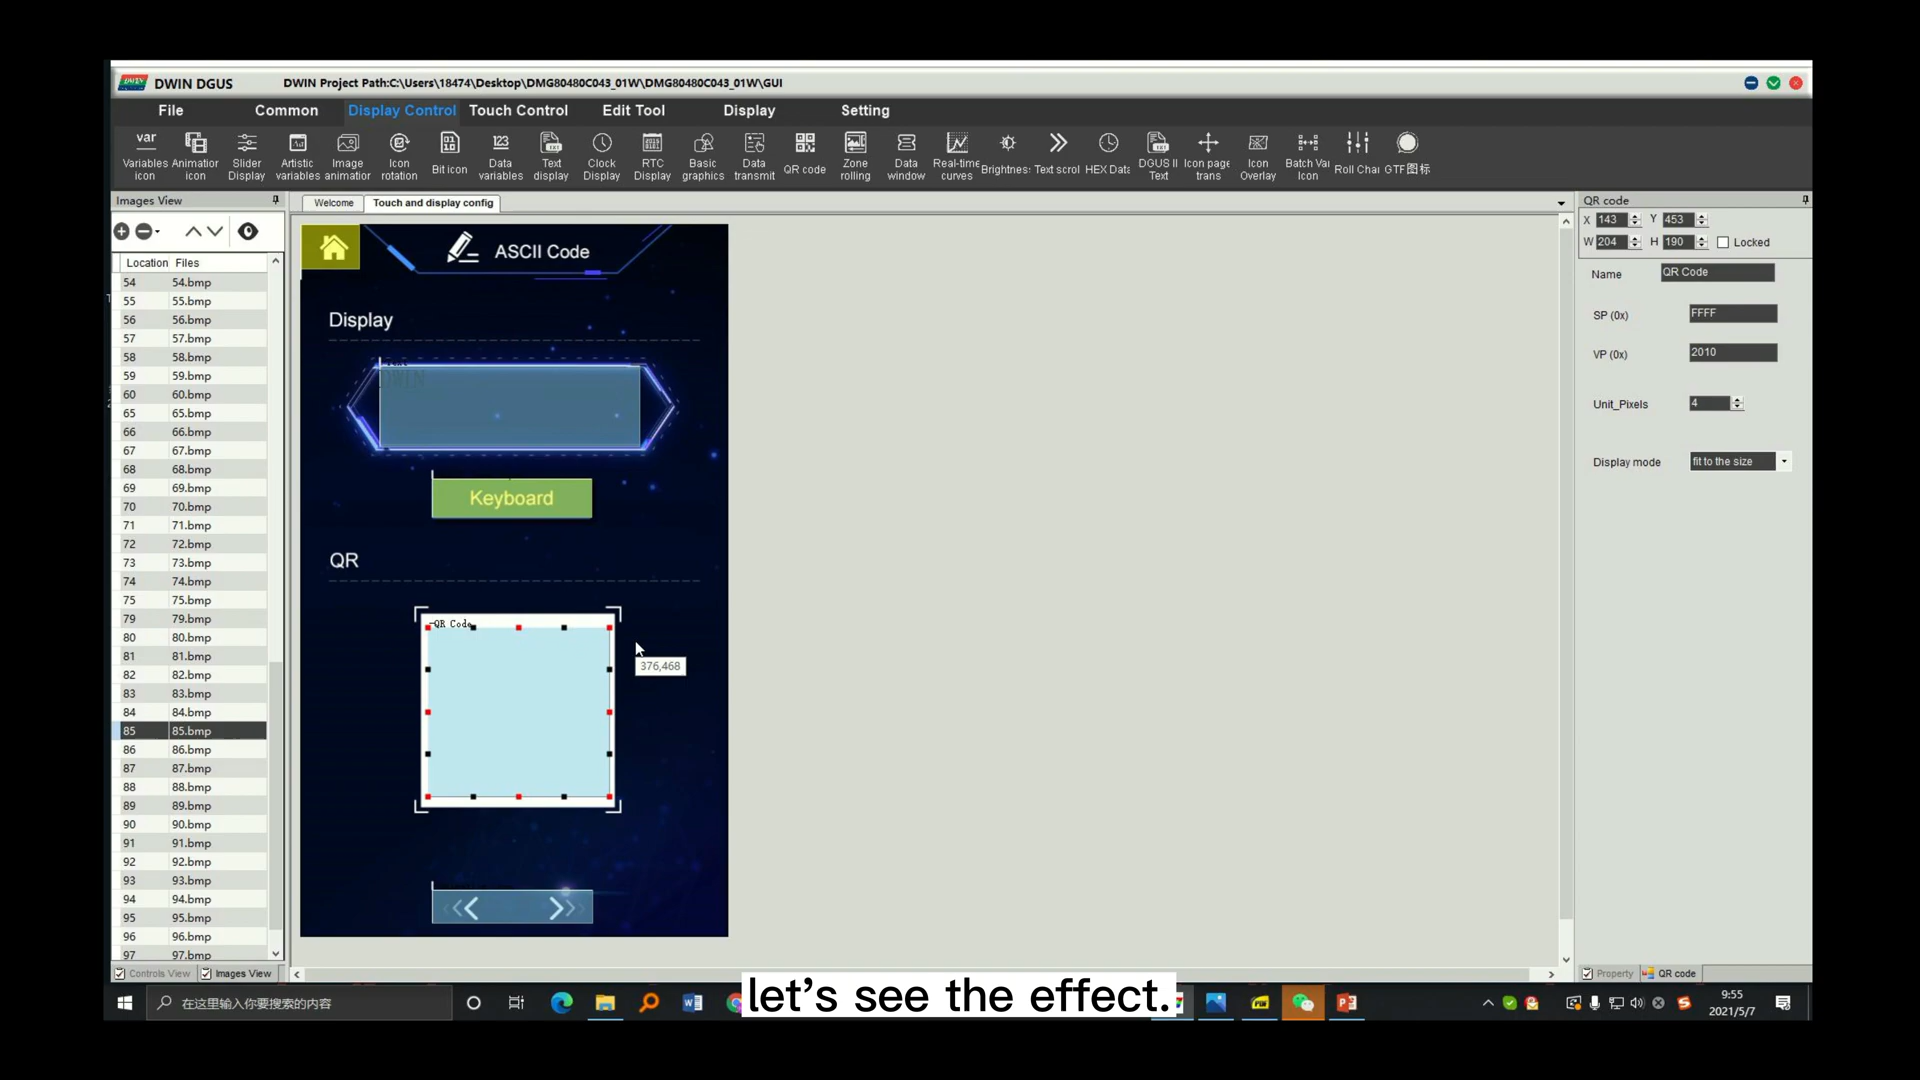 DWIN DGUS DWIN Project Path:C:\Users\18474\Desktop\DMG80480C043_01W\DMG80480C043_01W\GUI
File Common Display Control Touch Control Edit Tool Display Setting
var
Variables icon
Animation icon
Slider Display
Artistic variables
Image animation
Icon rotation
Bit icon
123
Data variables
Text display
Clock Display
RTC Display
Basic graphics
Data transmit
QR code
Zone rolling
Data window
Real-time curves
Brightnes:
Text scrol
HEX Data
DGUS II Text
Icon page trans
Icon Overlay
Batch Va Icon
Roll Char
GTF图标
Images View
Welcome Touch and display config
Location Files
54 54.bmp
55 55.bmp
56 56.bmp
57 57.bmp
58 58.bmp
59 59.bmp
60 60.bmp
65 65.bmp
66 66.bmp
67 67.bmp
68 68.bmp
69 69.bmp
70 70.bmp
71 71.bmp
72 72.bmp
73 73.bmp
74 74.bmp
75 75.bmp
79 79.bmp
80 80.bmp
81 81.bmp
82 82.bmp
83 83.bmp
84 84.bmp
85 85.bmp
86 86.bmp
87 87.bmp
88 88.bmp
89 89.bmp
90 90.bmp
91 91.bmp
92 92.bmp
93 93.bmp
94 94.bmp
95 95.bmp
96 96.bmp
97 97.bmp
Controls View Images View
ASCII Code
Display
DWIN
Keyboard
QR
QR Code
376,468
QR code
X 143 Y 453
W 204 H 190 Locked
Name QR Code
SP (0x) FFFF
VP (0x) 2010
Unit_Pixels 4
Display mode fit to the size
Property QR code
let's see the effect.
在这里输入你要搜索的内容
9:55
2021/5/7